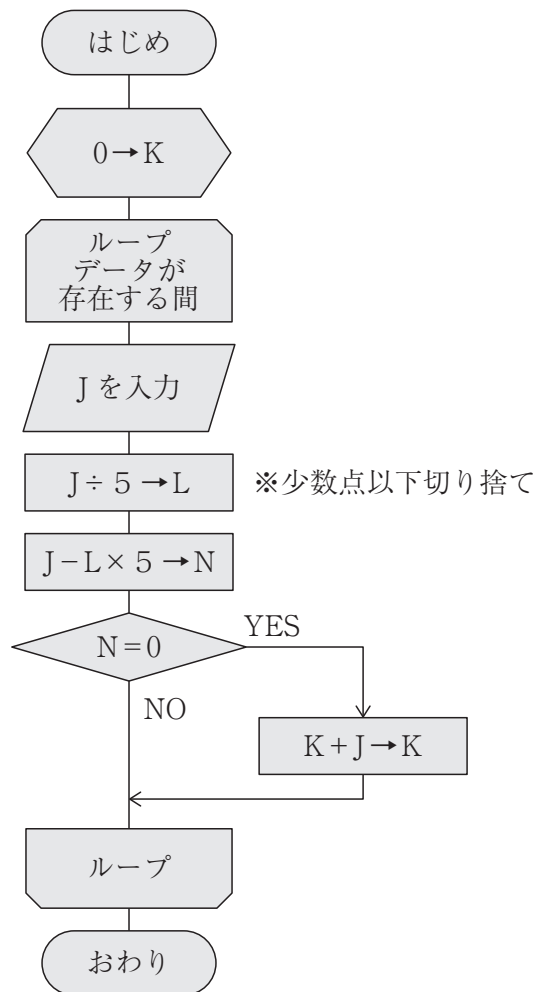 はじめ
0→K
ループ
データが
存在する間
Jを入力
J÷5→L ※少数点以下切り捨て
J−L×5→N
N=0
YES
NO
K+J→K
ループ
おわり